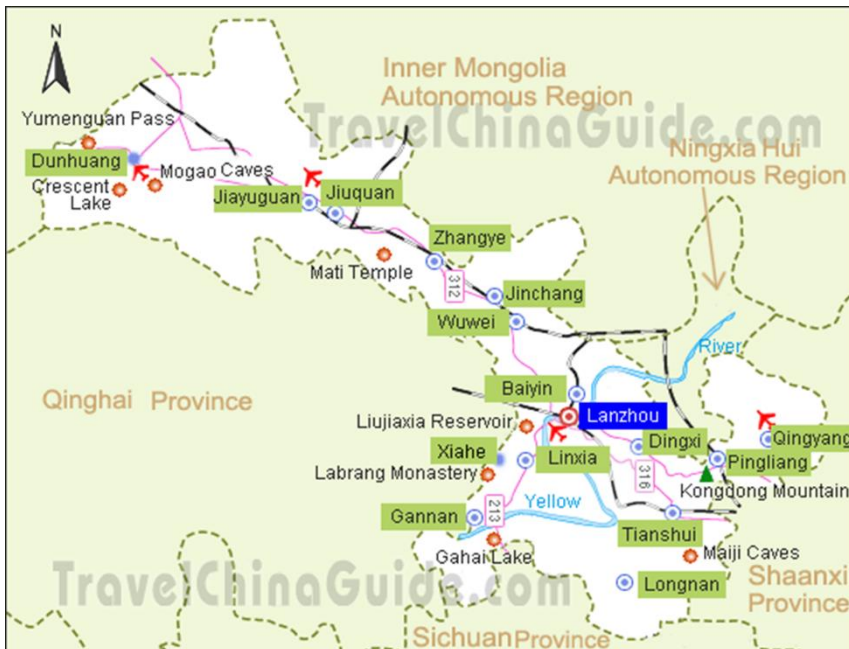 N
Inner Mongolia
Autonomous Region
TravelChinaGuide.com
Yumenguan Pass
Ningxia Hui
Autonomous Region
Dunhuang
Mogao Caves
Crescent
Lake
Jiayuguan
Jiuquan
Zhangye
Mati Temple
312
Jinchang
Wuwei
River
Qinghai Province
Baiyin
Lanzhou
Liujiaxia Reservoir
Dingxi
Qingyang
Xiahe
Linxia
Pingliang
Labrang Monastery
316
Kongdong Mountain
Yellow
Gannan
213
Tianshui
Gahai Lake
Maiji Caves
TravelChinaGuide.com
Longnan
Shaanxi
Province
Sichuan Province